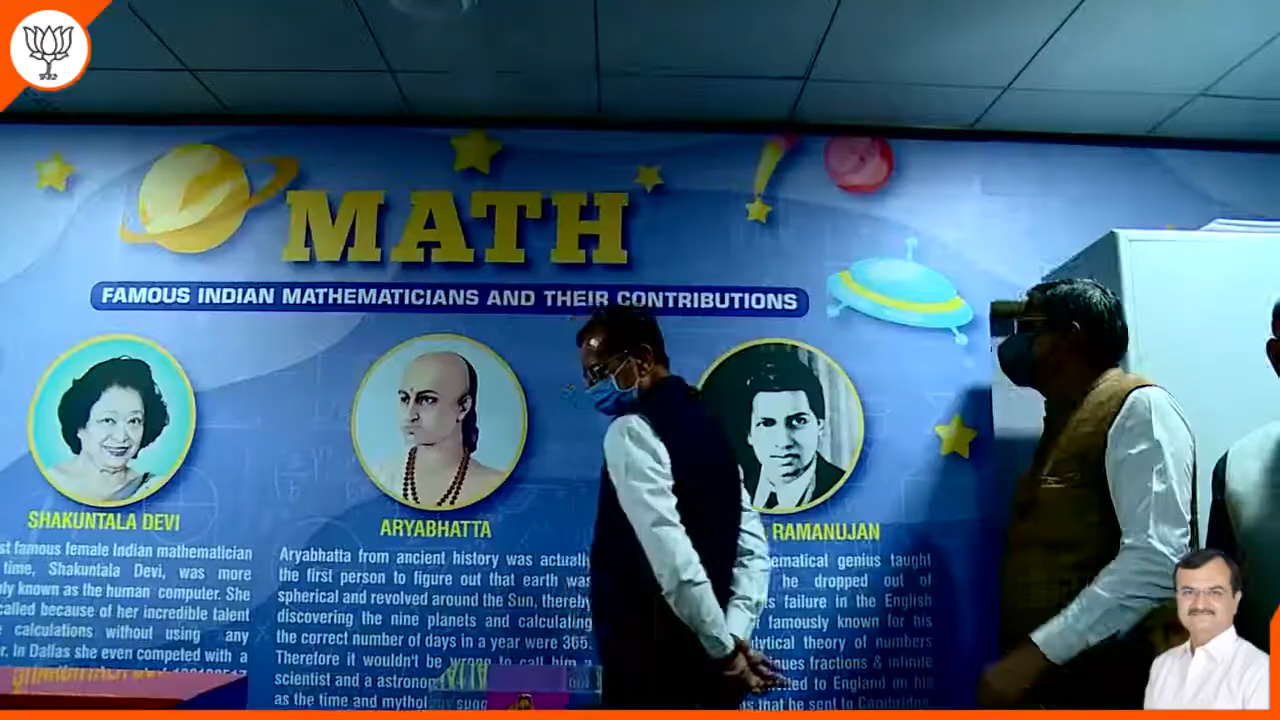 MATH
FAMOUS INDIAN MATHEMATICIANS AND THEIR CONTRIBUTIONS
SHAKUNTALA DEVI
famous female Indian mathematician
time, Shakuntala Devi, was more
known as the human computer. She
called because of her incredible talent
calculations without using any
In Dallas she even competed with a
ARYABHATTA
Aryabhatta from ancient history was actually
the first person to figure out that earth was
spherical and revolved around the Sun, thereby
discovering the nine planets and calculating
the correct number of days in a year were 365.
Therefore it wouldn't be wrong to call him a
scientist and a
as the time and
RAMANUJAN
genius taught
he dropped out of
failure in the English
famously known for his
theory of numbers
fractions & infinite
to England on his
that he sent to Cambridge